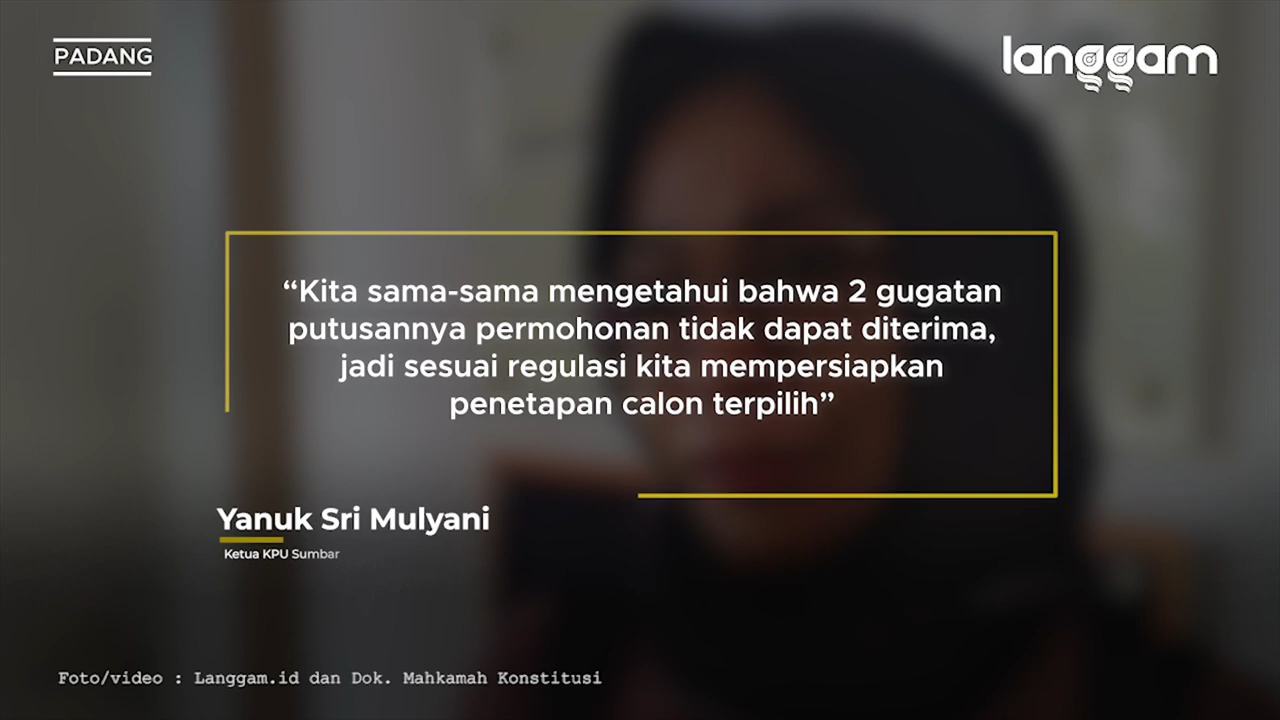 PADANG
langgam
“Kita sama-sama mengetahui bahwa 2 gugatan
putusannya permohonan tidak dapat diterima,
jadi sesuai regulasi kita mempersiapkan
penetapan calon terpilih”
Yanuk Sri Mulyani
Ketua KPU Sumbar
Foto/video : Langgam.id dan Dok. Mahkamah Konstitusi